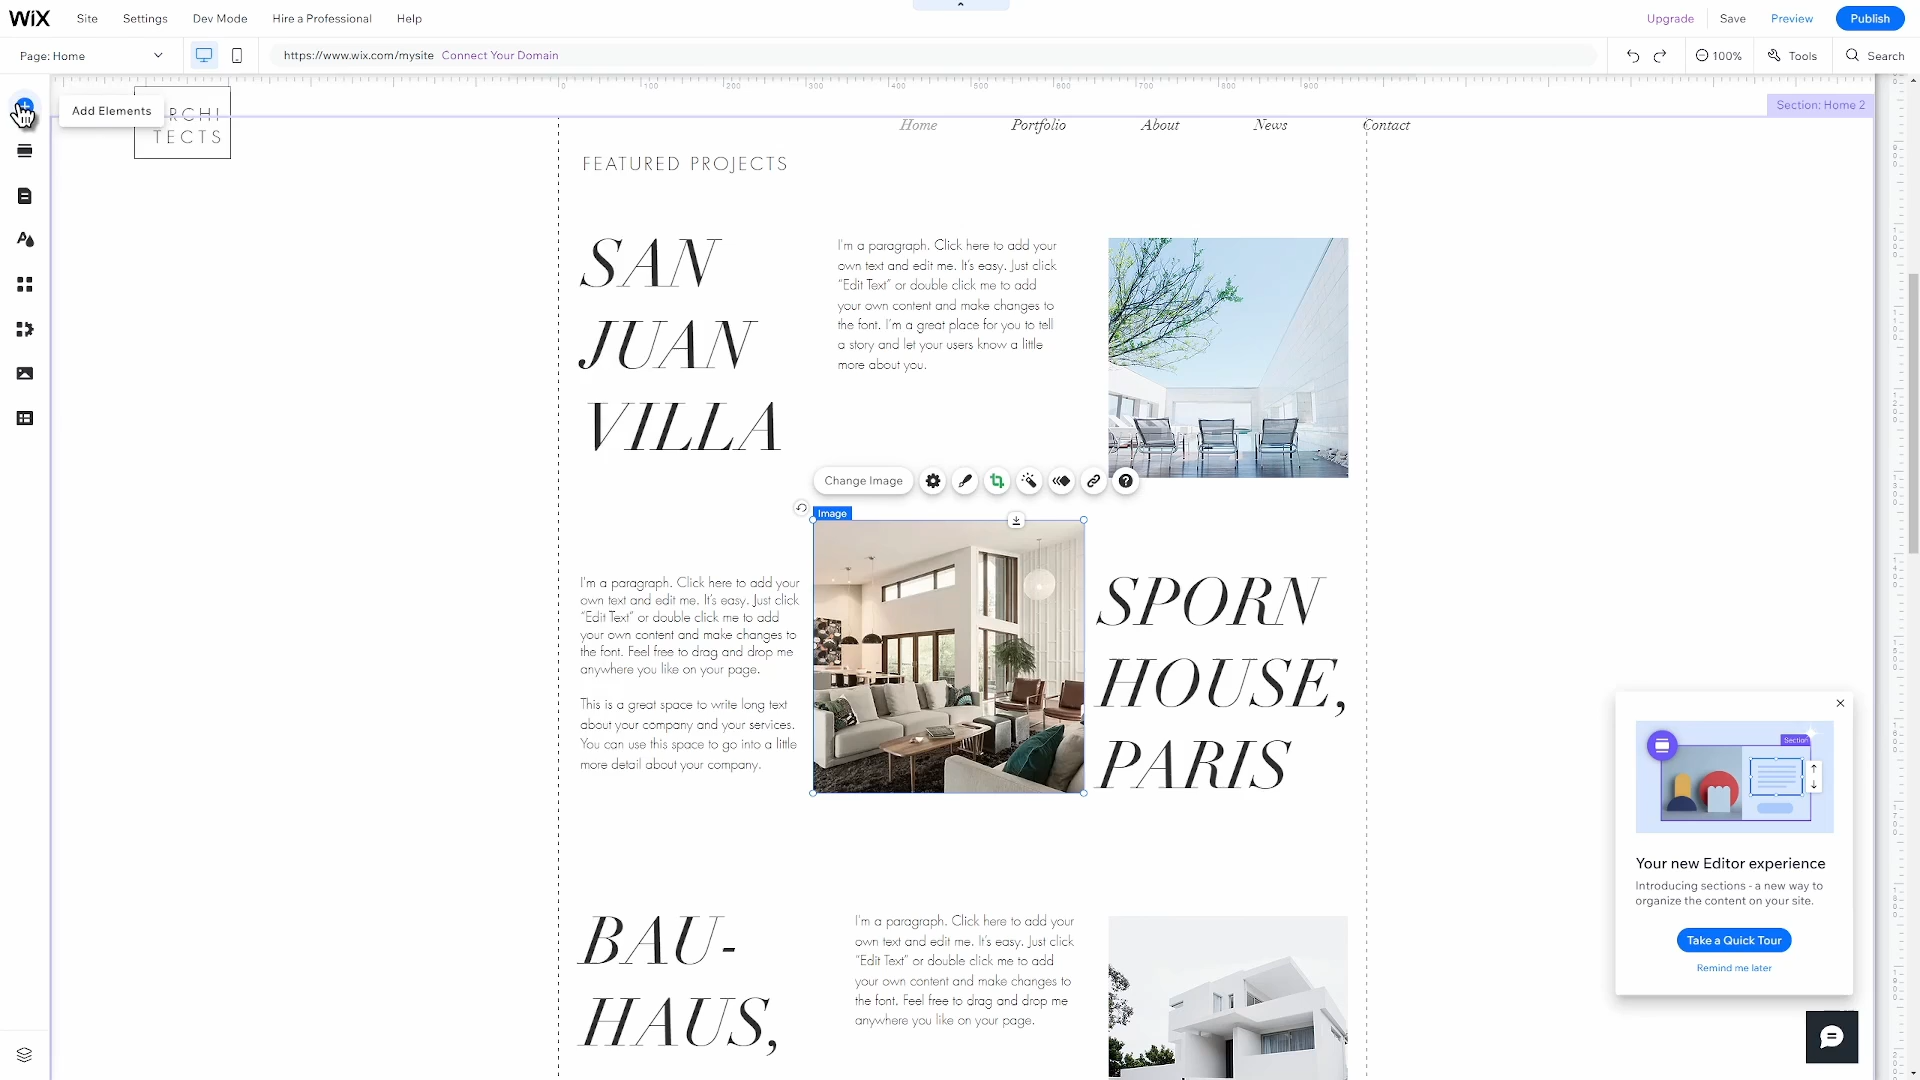 WiX
Site
Settings
Dev Mode
Hire a Professional
Help
Upgrade
Save
Preview
Publish
Page: Home
https://www.wix.com/mysite
Connect Your Domain
100%
Tools
Search
0
100
200
300
400
500
600
700
800
900
Add Elements
RCHI
TECTS
Section: Home 2
Home
Portfolio
About
News
Contact
FEATURED PROJECTS
SAN
JUAN
VILLA
I'm a paragraph. Click here to add your
own text and edit me. It's easy. Just click
"Edit Text" or double click me to add
your own content and make changes to
the font. I'm a great place for you to tell
a story and let your users know a little
more about you.
Change Image
Image
I'm a paragraph. Click here to add your
own text and edit me. It's easy. Just click
"Edit Text" or double click me to add
your own content and make changes to
the font. Feel free to drag and drop me
anywhere you like on your page.
This is a great space to write long text
about your company and your services.
You can use this space to go into a little
more detail about your company.
SPORN
HOUSE,
PARIS
BAU-
HAUS,
I'm a paragraph. Click here to add your
own text and edit me. It's easy. Just click
"Edit Text" or double click me to add
your own content and make changes to
the font. Feel free to drag and drop me
anywhere you like on your page.
Section
Your new Editor experience
Introducing sections - a new way to
organize the content on your site.
Take a Quick Tour
Remind me later